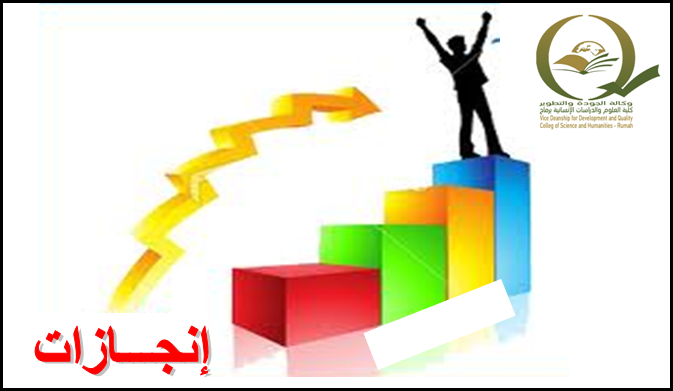 وكالة الجودة والتطوير
كلية العلوم والدراسات الإنسانية برماح
Vice Deanship for Development and Quality
Colleg of Science and Humanities - Rumah
إنجــازات